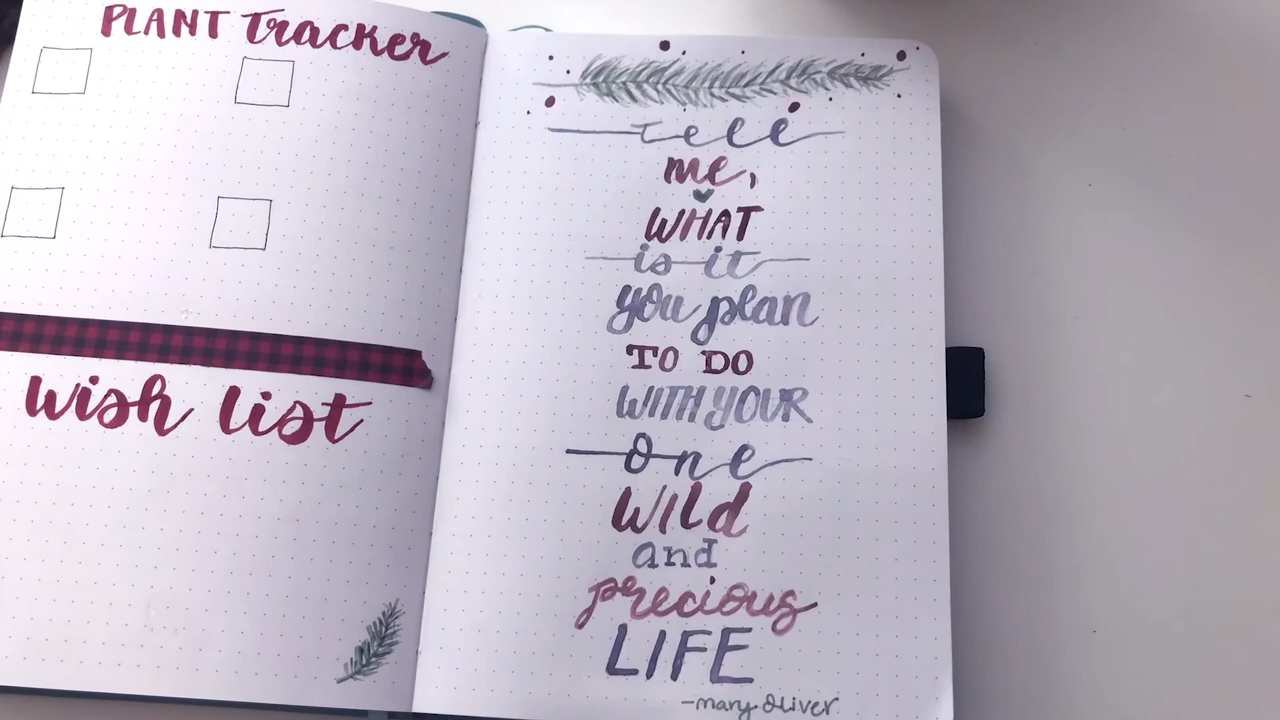 PLANT Tracker
wish list
tell
me,
WHAT
is it
you plan
TO DO
WITH YOUR
one
WILD
and
precious
LIFE
-mary Oliver